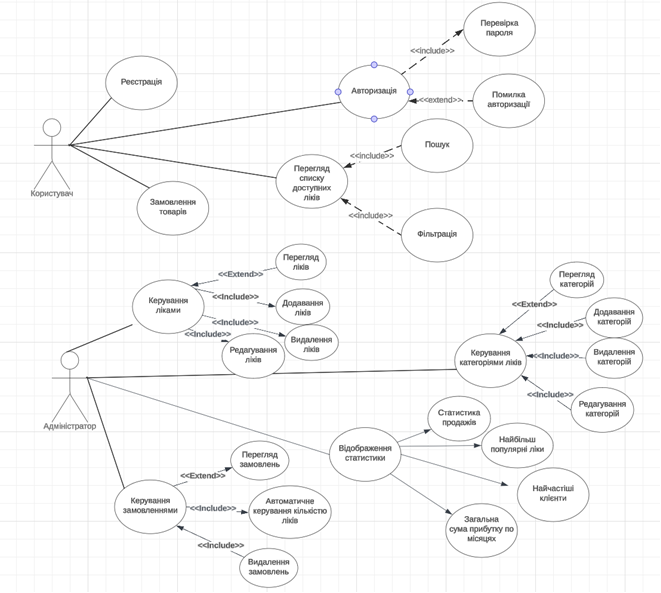 Перевірка
пароля
<<include>>
Реєстрація
Авторизація
<<extend>>
Помилка
авторизації
Користувач
Пошук
<<include>>
Перегляд
списку
доступних
ліків
Замовлення
товарів
<<include>>
Фільтрація
Перегляд
ліків
<<Extend>>
Керування
ліками
<<Include>>
Додавання
ліків
<<Include>>
<<Include>>
Видалення
ліків
Редагування
ліків
Перегляд
категорій
<<Extend>>
Додавання
категорій
<<Include>>
Керування
категоріями ліків
<<Include>>
Видалення
категорій
<<Include>>
Редагування
категорій
Адміністратор
Статистика
продажів
Відображення
статистики
Найбільш
популярні ліки
Найчастіші
клієнти
Загальна
сума прибутку по
місяцях
Перегляд
замовлень
<<Extend>>
Керування
замовленнями
<<Include>>
Автоматичне
керування кількістю
ліків
<<Include>>
Видалення
замовлень